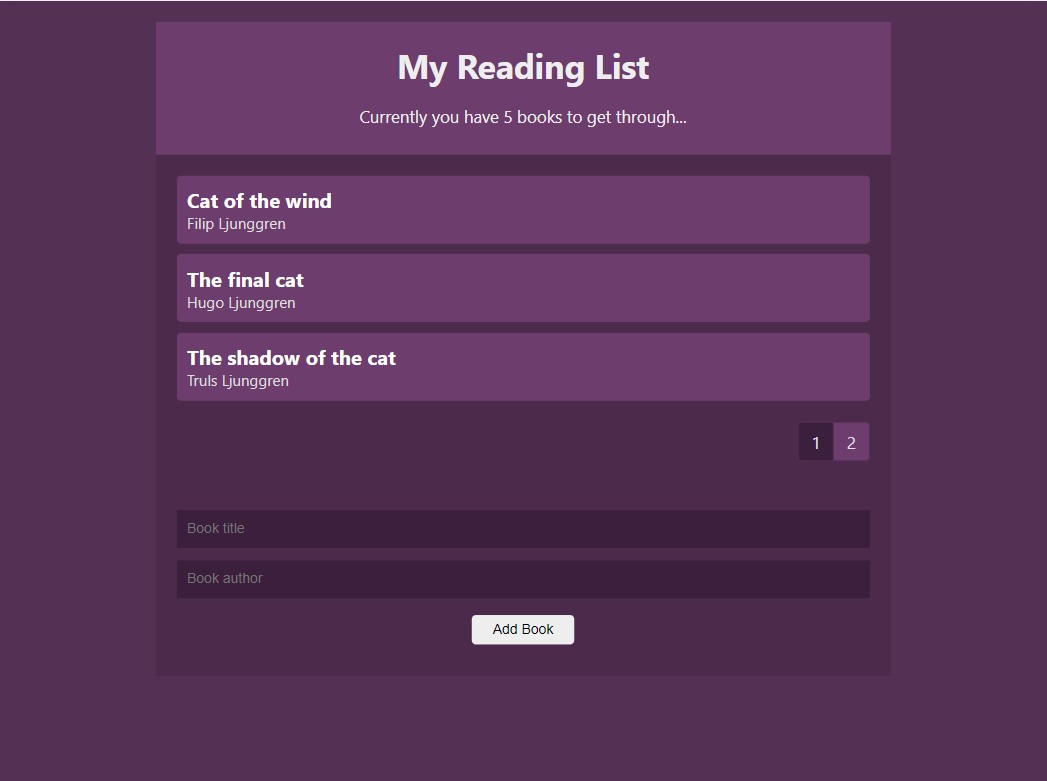 My Reading List
Currently you have 5 books to get through...
Cat of the wind
Filip Ljunggren
The final cat
Hugo Ljunggren
The shadow of the cat
Truls Ljunggren
1 2
Book title
Book author
Add Book